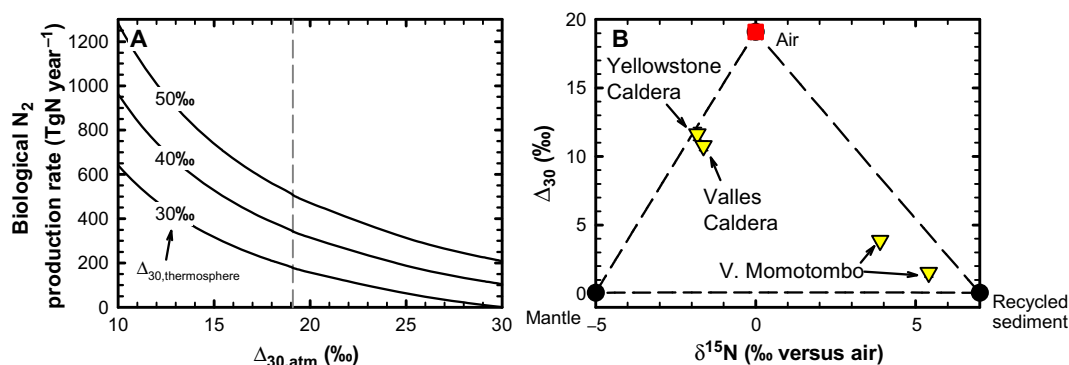 A
Biological N₂
production rate (TgN year⁻¹)
1200
1000
800
600
400
200
0
50‰
40‰
30‰
Δ30,thermosphere
10
15
20
25
30
Δ30,atm (‰)
B
Δ30 (‰)
20
15
10
5
0
Air
Yellowstone
Caldera
Valles
Caldera
V. Momotombo
Mantle
Recycled
sediment
–5
0
5
δ¹⁵N (‰ versus air)